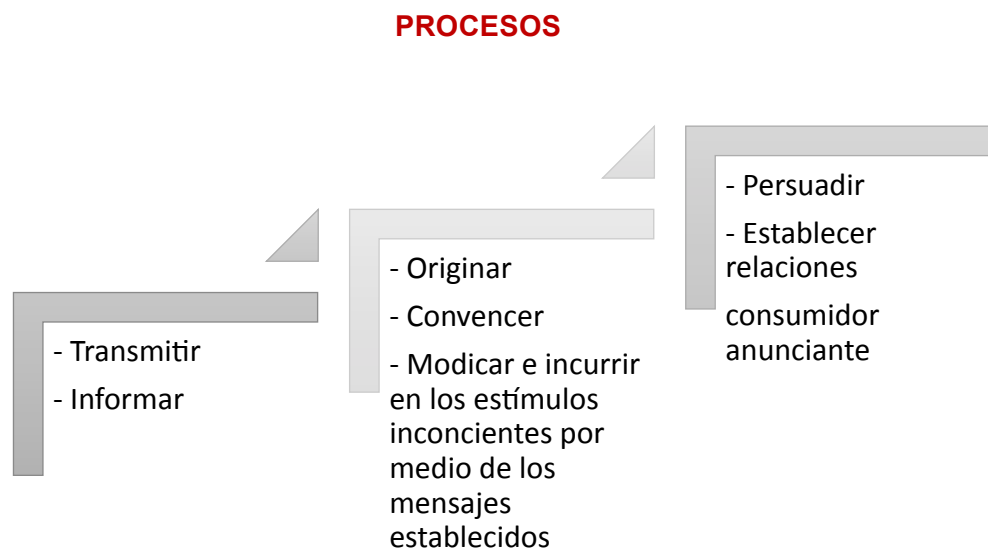 PROCESOS
- Transmitir
- Informar
- Originar
- Convencer
- Modicar e incurrir
en los estímulos
inconcientes por
medio de los
mensajes
establecidos
- Persuadir
- Establecer
relaciones
consumidor
anunciante